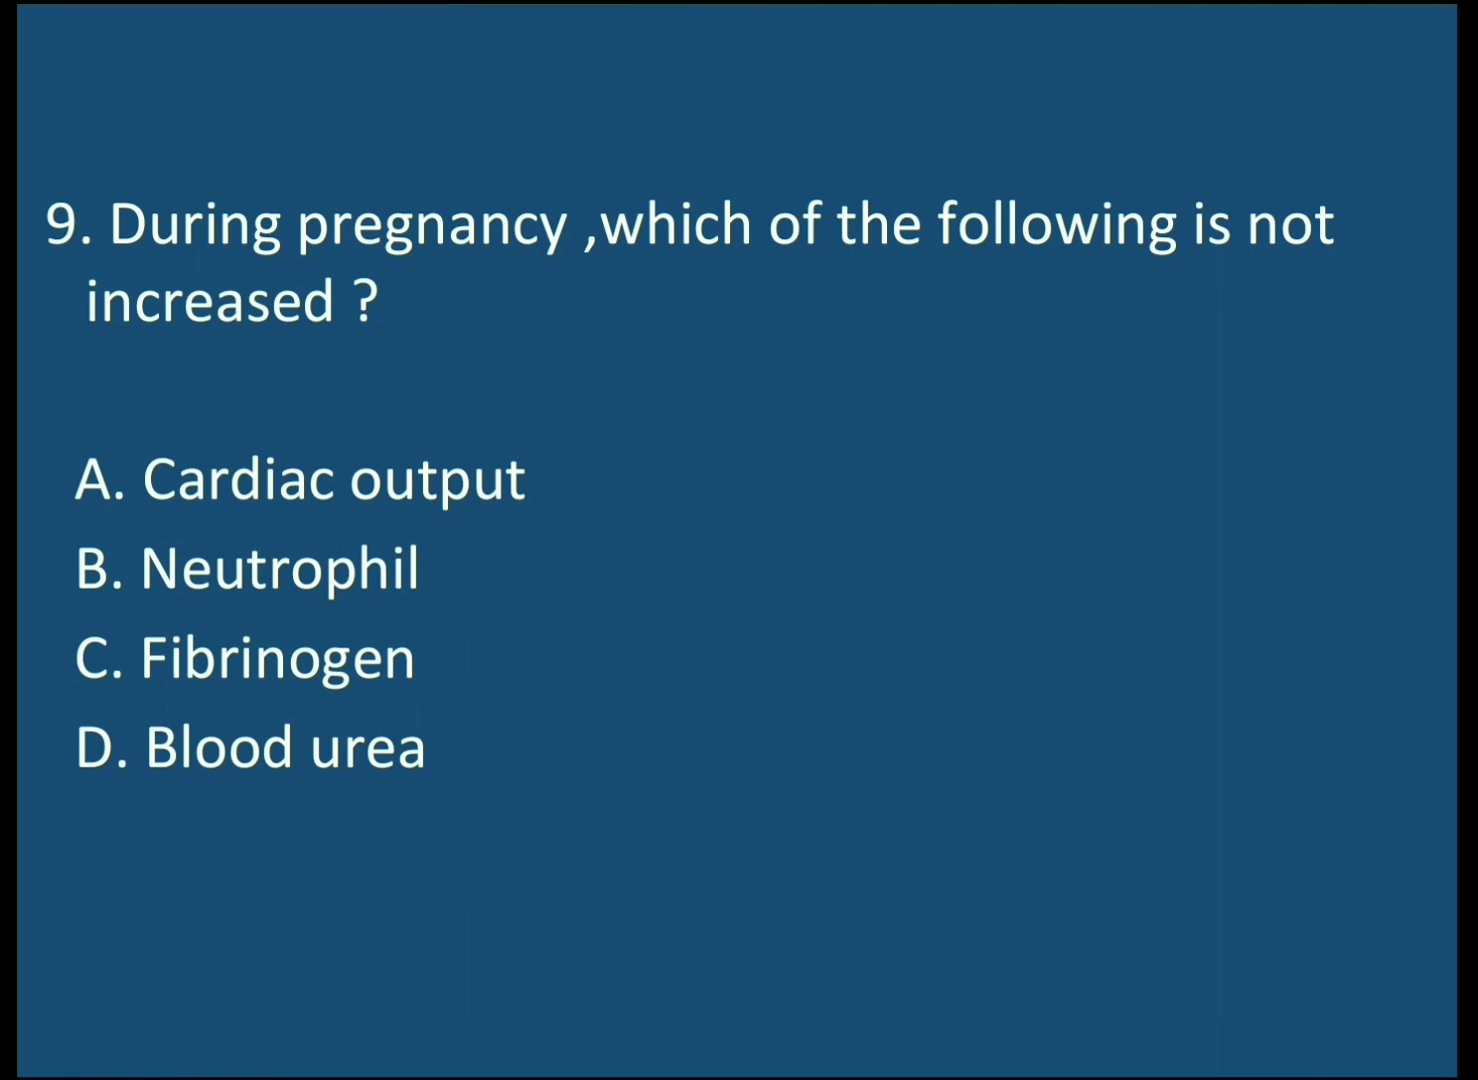 9. During pregnancy ,which of the following is not
increased ?
A. Cardiac output
B. Neutrophil
C. Fibrinogen
D. Blood urea